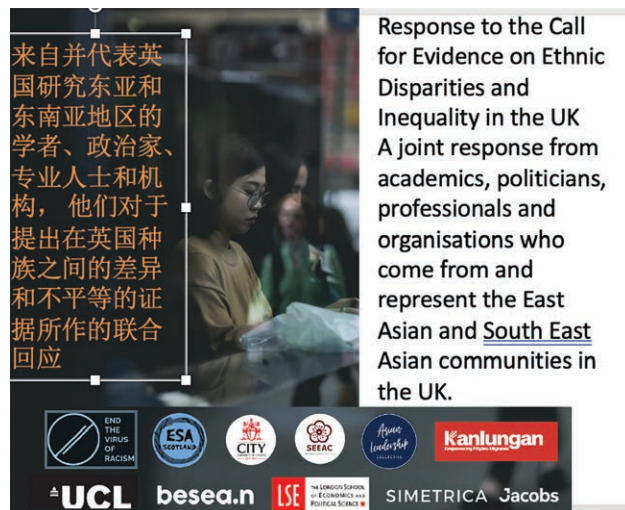 来自并代表英
国研究东亚和
东南亚地区的
学者、政治家、
专业人士和机
构， 他们对于
提出在英国种
族之间的差异
和不平等的证
据所作的联合
回应
Response to the Call
for Evidence on Ethnic
Disparities and
Inequality in the UK
A joint response from
academics, politicians,
professionals and
organisations who
come from and
represent the East
Asian and South East
Asian communities in
the UK.
END
THE
VIRUS
OF
RACISM
ESA
SCOTLAND
CITY
SEEAC
Asian
Leadership
COLLECTIVE
Kanlungan
Empowering Filipino Migrants
UCL
besea.n
LSE
THE LONDON SCHOOL
OF ECONOMICS AND
POLITICAL SCIENCE
SIMETRICA Jacobs